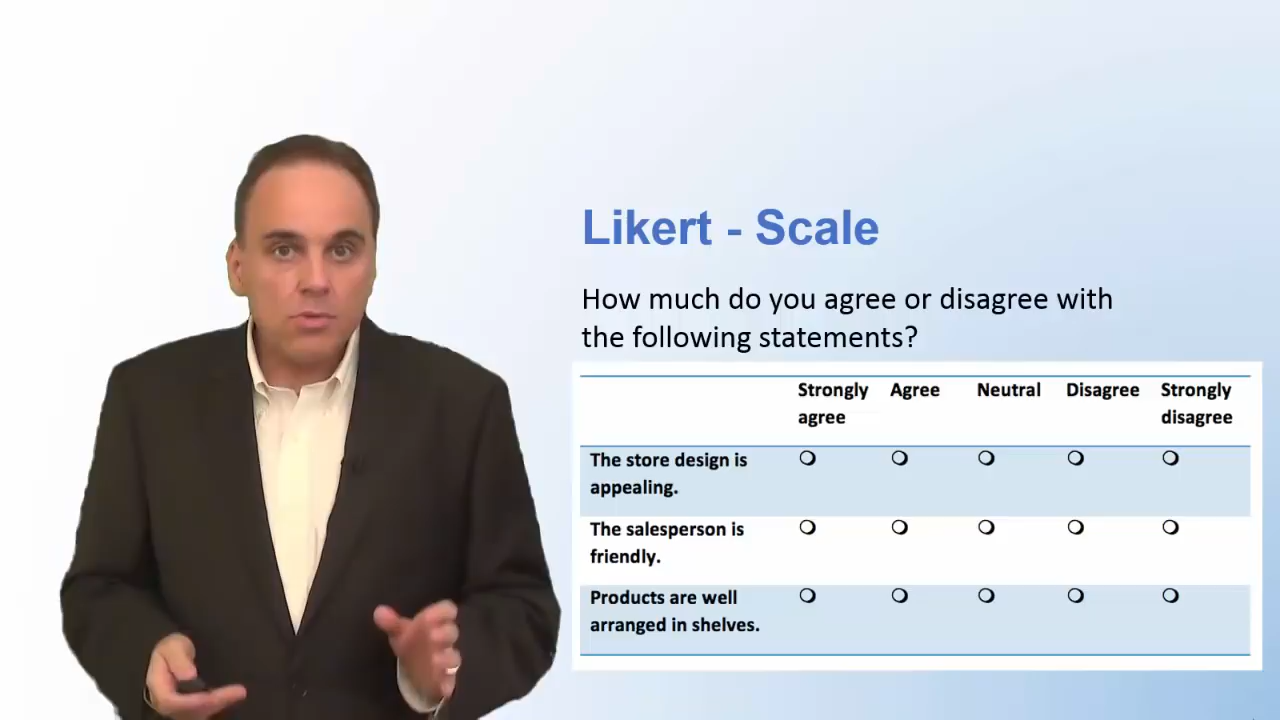 Likert - Scale
How much do you agree or disagree with
the following statements?
Strongly agree Agree Neutral Disagree Strongly disagree
The store design is
appealing.
The salesperson is
friendly.
Products are well
arranged in shelves.